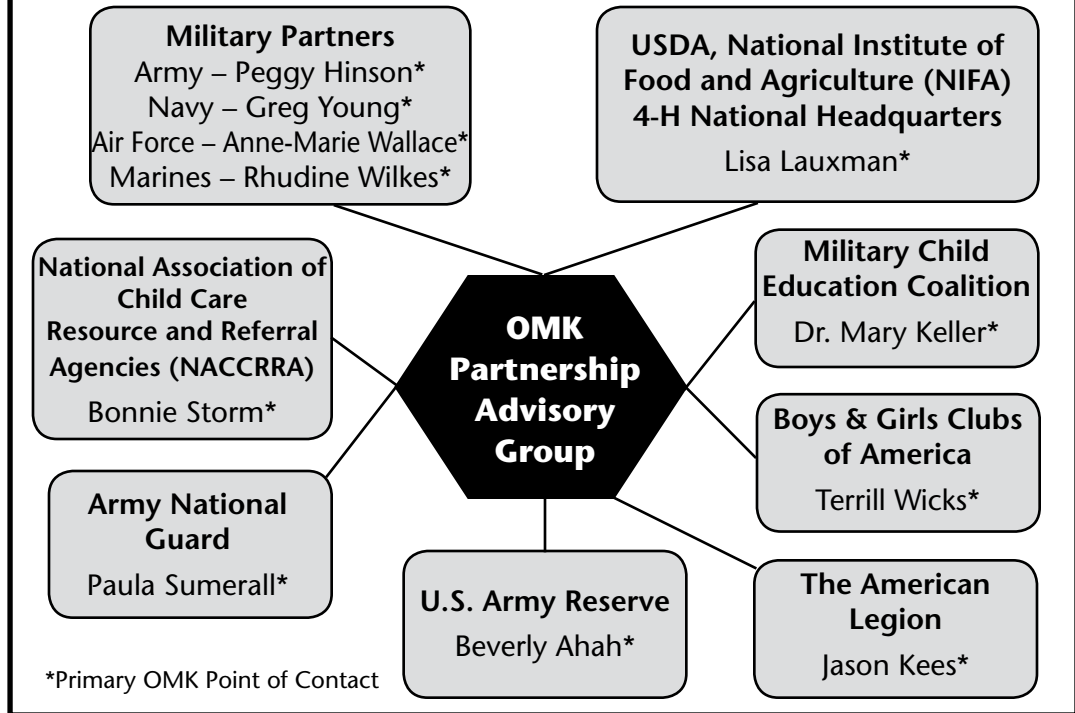 Military Partners
Army – Peggy Hinson*
Navy – Greg Young*
Air Force – Anne-Marie Wallace*
Marines – Rhudine Wilkes*
USDA, National Institute of
Food and Agriculture (NIFA)
4-H National Headquarters
Lisa Lauxman*
National Association of
Child Care
Resource and Referral
Agencies (NACCRRA)
Bonnie Storm*
OMK
Partnership
Advisory
Group
Military Child
Education Coalition
Dr. Mary Keller*
Boys & Girls Clubs
of America
Terrill Wicks*
Army National
Guard
Paula Sumerall*
U.S. Army Reserve
Beverly Ahah*
The American
Legion
Jason Kees*
*Primary OMK Point of Contact